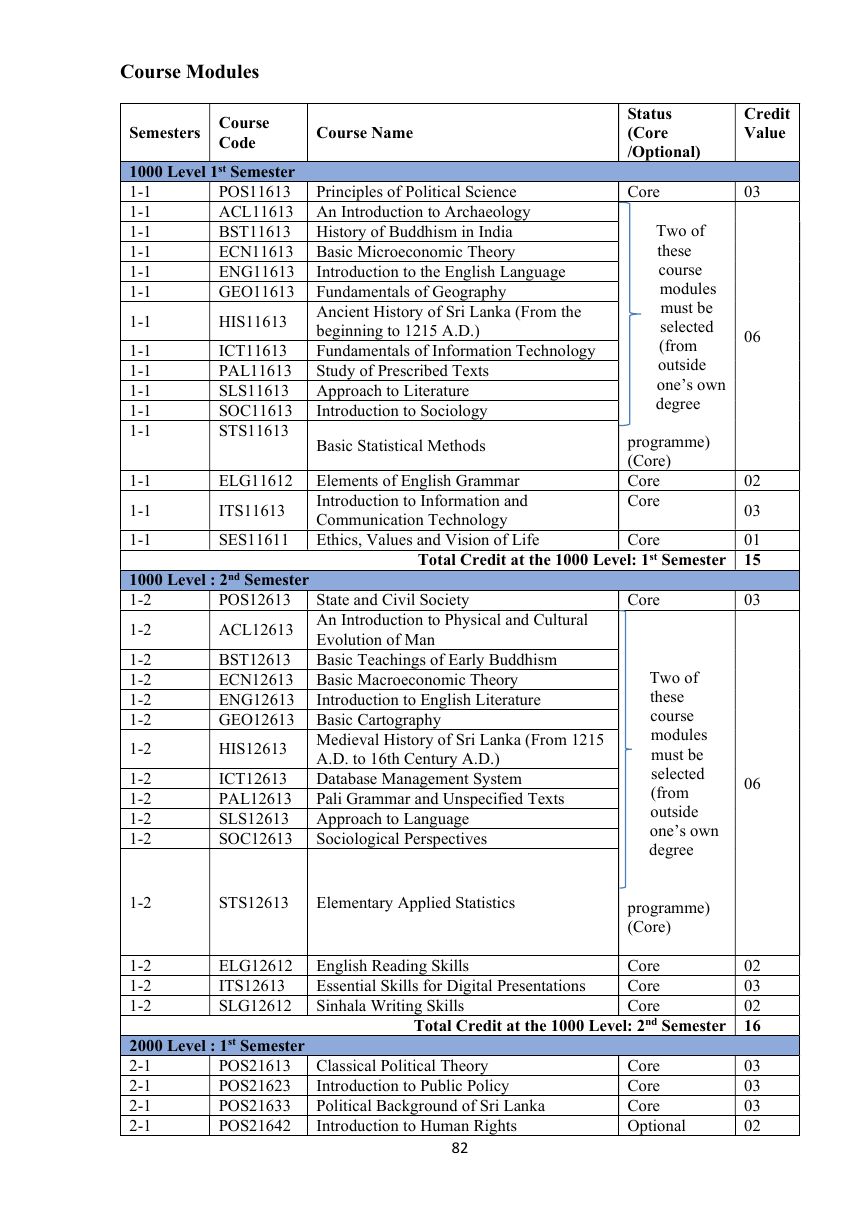 Course Modules
Semesters Course Code Course Name Status (Core /Optional) Credit Value
1000 Level 1st Semester
1-1 POS11613 Principles of Political Science Core 03
1-1 ACL11613 An Introduction to Archaeology
1-1 BST11613 History of Buddhism in India
1-1 ECN11613 Basic Microeconomic Theory
1-1 ENG11613 Introduction to the English Language
1-1 GEO11613 Fundamentals of Geography
1-1 HIS11613 Ancient History of Sri Lanka (From the
beginning to 1215 A.D.)
1-1 ICT11613 Fundamentals of Information Technology
1-1 PAL11613 Study of Prescribed Texts
1-1 SLS11613 Approach to Literature
1-1 SOC11613 Introduction to Sociology
1-1 STS11613 Basic Statistical Methods
Two of
these
course
modules
must be
selected
(from
outside
one’s own
degree
programme)
(Core)
06
1-1 ELG11612 Elements of English Grammar Core 02
1-1 ITS11613 Introduction to Information and
Communication Technology Core 03
1-1 SES11611 Ethics, Values and Vision of Life Core 01
Total Credit at the 1000 Level: 1st Semester 15
1000 Level : 2nd Semester
1-2 POS12613 State and Civil Society Core 03
1-2 ACL12613 An Introduction to Physical and Cultural
Evolution of Man
1-2 BST12613 Basic Teachings of Early Buddhism
1-2 ECN12613 Basic Macroeconomic Theory
1-2 ENG12613 Introduction to English Literature
1-2 GEO12613 Basic Cartography
1-2 HIS12613 Medieval History of Sri Lanka (From 1215
A.D. to 16th Century A.D.)
1-2 ICT12613 Database Management System
1-2 PAL12613 Pali Grammar and Unspecified Texts
1-2 SLS12613 Approach to Language
1-2 SOC12613 Sociological Perspectives
1-2 STS12613 Elementary Applied Statistics
Two of
these
course
modules
must be
selected
(from
outside
one’s own
degree
programme)
(Core)
06
1-2 ELG12612 English Reading Skills Core 02
1-2 ITS12613 Essential Skills for Digital Presentations Core 03
1-2 SLG12612 Sinhala Writing Skills Core 02
Total Credit at the 1000 Level: 2nd Semester 16
2000 Level : 1st Semester
2-1 POS21613 Classical Political Theory Core 03
2-1 POS21623 Introduction to Public Policy Core 03
2-1 POS21633 Political Background of Sri Lanka Core 03
2-1 POS21642 Introduction to Human Rights Optional 02
82